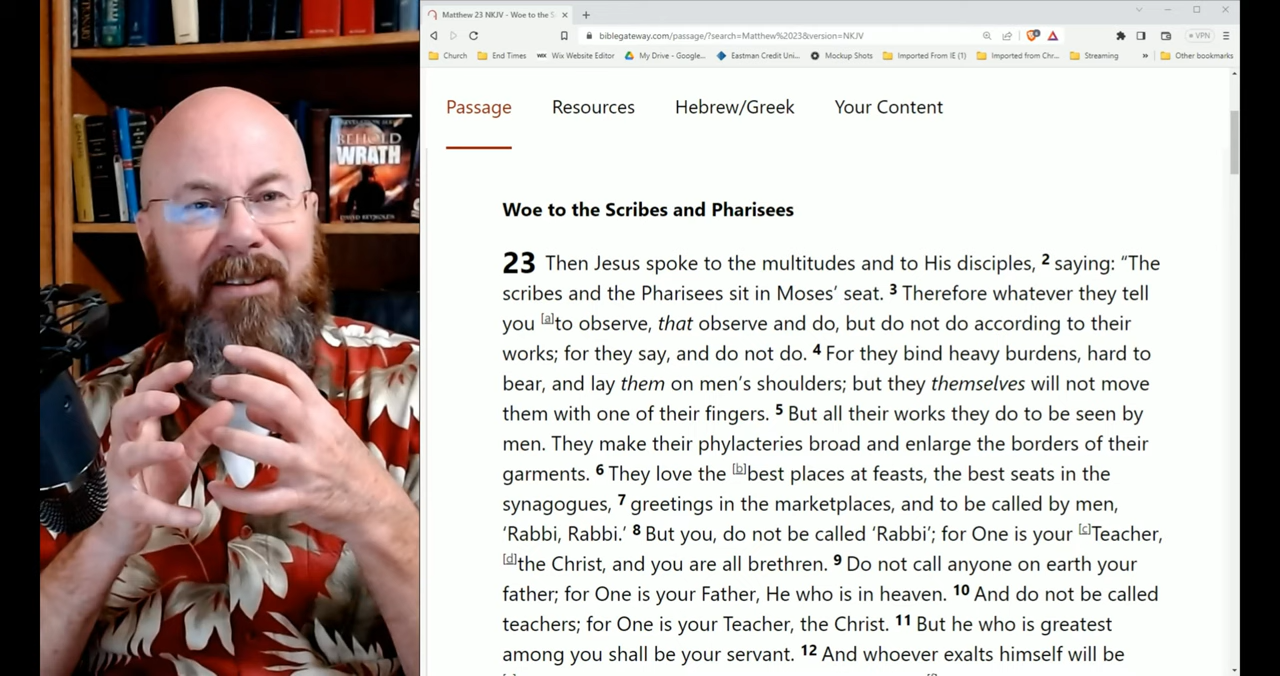 REVELATION SERIES
BEHOLD
WRATH
DAVID REYNOLDS
Matthew 23 NKJV - Woe to the S
biblegateway.com/passage/?search=Matthew%2023&version=NKJV
VPN
Church
End Times
WIX Wix Website Editor
My Drive - Google...
Eastman Credit Uni...
Mockup Shots
Imported From IE (1)
Imported from Chr...
Streaming
»
Other bookmarks
Passage
Resources
Hebrew/Greek
Your Content
Woe to the Scribes and Pharisees
23 Then Jesus spoke to the multitudes and to His disciples, 2 saying: “The
scribes and the Pharisees sit in Moses’ seat. 3 Therefore whatever they tell
you [a]to observe, that observe and do, but do not do according to their
works; for they say, and do not do. 4 For they bind heavy burdens, hard to
bear, and lay them on men’s shoulders; but they themselves will not move
them with one of their fingers. 5 But all their works they do to be seen by
men. They make their phylacteries broad and enlarge the borders of their
garments. 6 They love the [b]best places at feasts, the best seats in the
synagogues, 7 greetings in the marketplaces, and to be called by men,
‘Rabbi, Rabbi.’ 8 But you, do not be called ‘Rabbi’; for One is your [c]Teacher,
[d]the Christ, and you are all brethren. 9 Do not call anyone on earth your
father; for One is your Father, He who is in heaven. 10 And do not be called
teachers; for One is your Teacher, the Christ. 11 But he who is greatest
among you shall be your servant. 12 And whoever exalts himself will be